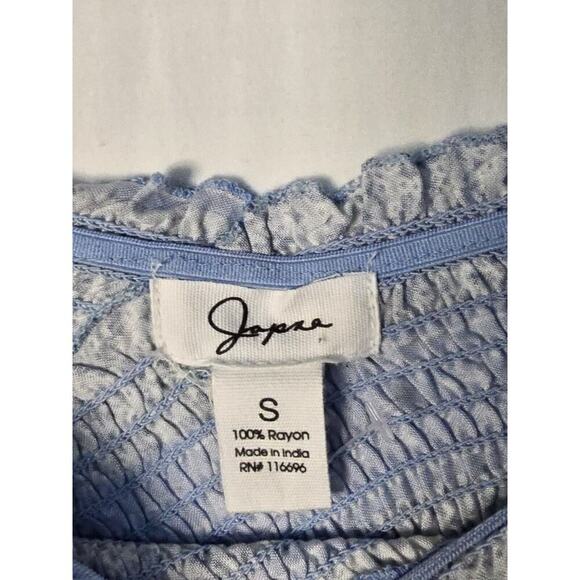 Japna
S
100% Rayon
Made in India
RN# 116696